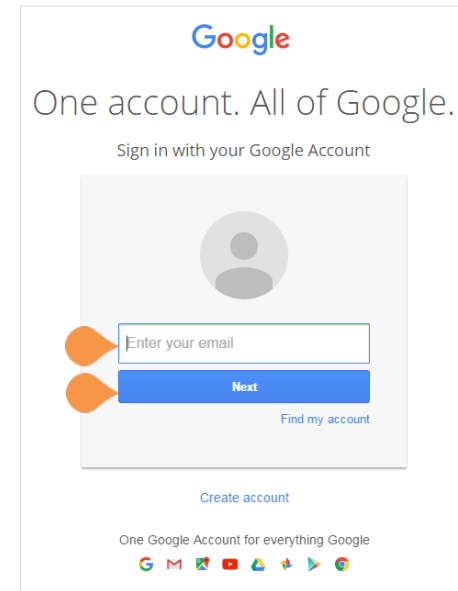 Google
One account. All of Google.
Sign in with your Google Account
Enter your email
Next
Find my account
Create account
One Google Account for everything Google